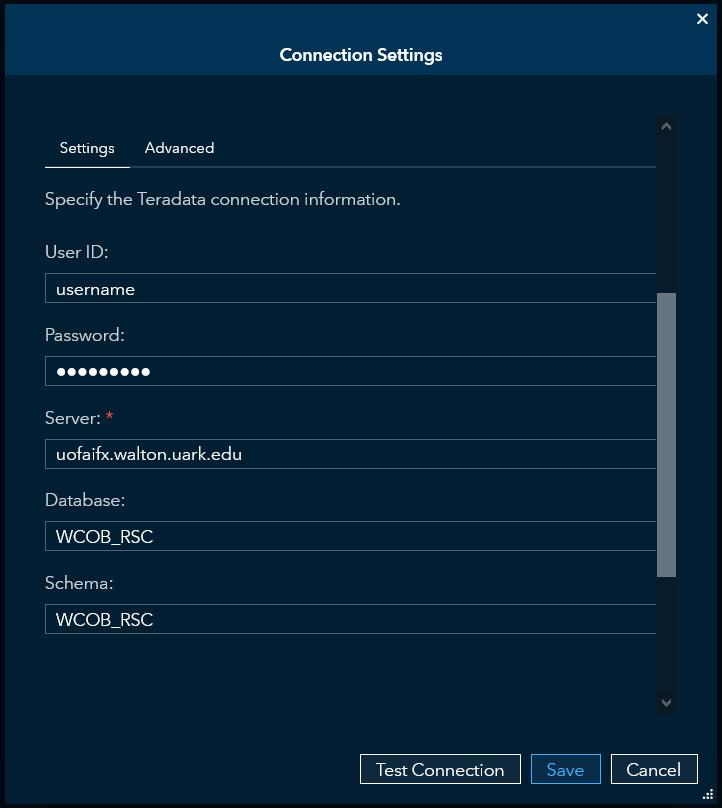 Connection Settings
Settings Advanced
Specify the Teradata connection information.
User ID:
username
Password:
●●●●●●●●●
Server: *
uofaifx.walton.uark.edu
Database:
WCOB_RSC
Schema:
WCOB_RSC
Test Connection Save Cancel